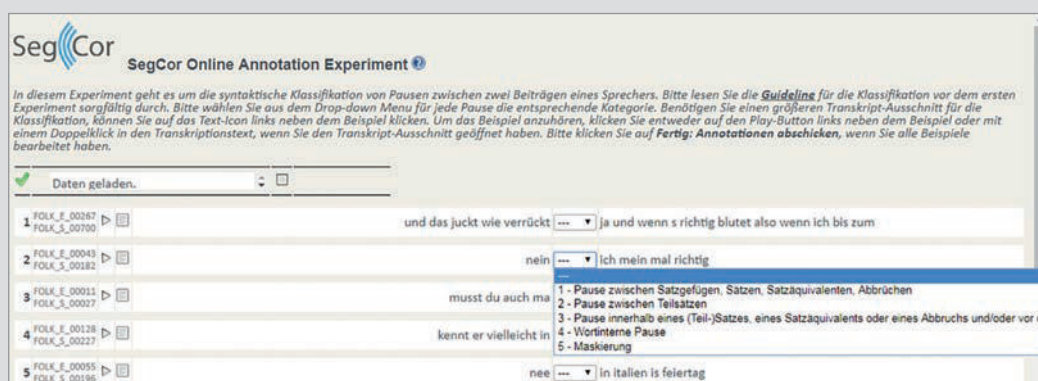 SegCor
SegCor Online Annotation Experiment
In diesem Experiment geht es um die syntaktische Klassifikation von Pausen zwischen zwei Beiträgen eines Sprechers. Bitte lesen Sie die Guideline für die Klassifikation vor dem ersten
Experiment sorgfältig durch. Bitte wählen Sie aus dem Drop-down Menu für jede Pause die entsprechende Kategorie. Benötigen Sie einen größeren Transkript-Ausschnitt für die
Klassifikation, können Sie auf das Text-Icon links neben dem Beispiel klicken. Um das Beispiel anzuhören, klicken Sie entweder auf den Play-Button links neben dem Beispiel oder mit
einem Doppelklick in den Transkriptionstext, wenn Sie den Transkript-Ausschnitt geöffnet haben. Bitte klicken Sie auf Fertig: Annotationen abschicken, wenn Sie alle Beispiele
bearbeitet haben.
Daten geladen.
1 FOLK_E_00267 und das juckt wie verrückt --- ja und wenn s richtig blutet also wenn ich bis zum
FOLK_S_00700
2 FOLK_E_00043 nein --- ich mein mal richtig
FOLK_S_00182
---
1 - Pause zwischen Satzgefügen, Sätzen, Satzäquivalenten, Abbrüchen
2 - Pause zwischen Teilsätzen
3 - Pause innerhalb eines (Teil-)Satzes, eines Satzäquivalents oder eines Abbruchs und/oder vor
4 - Wortinterne Pause
5 - Maskierung
3 FOLK_E_00011 musst du auch ma
FOLK_S_00027
4 FOLK_E_00128 kennt er vielleicht in
FOLK_S_00227
5 FOLK_E_00055 nee --- in italien is feiertag
FOLK_S_00196